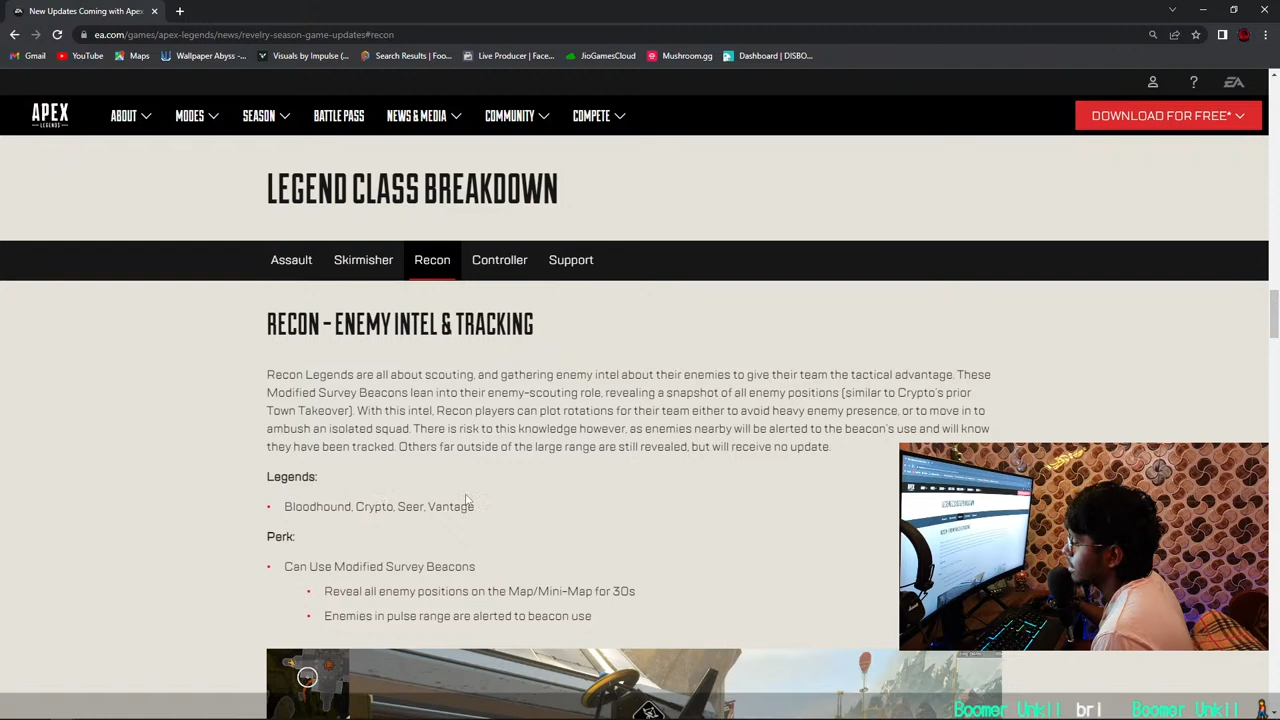 New Updates Coming with Apex
ea.com/games/apex-legends/news/revelry-season-game-updates#recon
Gmail
YouTube
Maps
Wallpaper Abyss -...
Visuals by Impulse (...
Search Results | Foo...
Live Producer | Face...
JioGamesCloud
Mushroom.gg
Dashboard | DISBO...
EA
APEX
LEGENDS
ABOUT
MODES
SEASON
BATTLE PASS
NEWS & MEDIA
COMMUNITY
COMPETE
DOWNLOAD FOR FREE*
LEGEND CLASS BREAKDOWN
Assault
Skirmisher
Recon
Controller
Support
RECON - ENEMY INTEL & TRACKING
Recon Legends are all about scouting, and gathering enemy intel about their enemies to give their team the tactical advantage. These
Modified Survey Beacons lean into their enemy-scouting role, revealing a snapshot of all enemy positions (similar to Crypto's prior
Town Takeover). With this intel, Recon players can plot rotations for their team either to avoid heavy enemy presence, or to move in to
ambush an isolated squad. There is risk to this knowledge however, as enemies nearby will be alerted to the beacon's use and will know
they have been tracked. Others far outside of the large range are still revealed, but will receive no update.
Legends:
• Bloodhound, Crypto, Seer, Vantage
Perk:
• Can Use Modified Survey Beacons
• Reveal all enemy positions on the Map/Mini-Map for 30s
• Enemies in pulse range are alerted to beacon use
Boomer Unkii bri Boomer Unkii